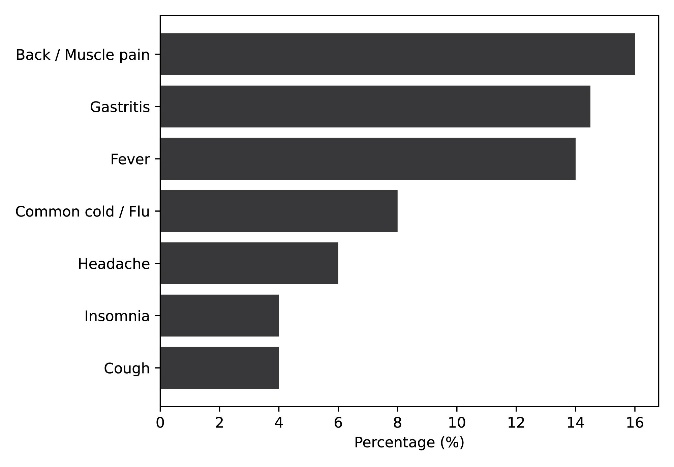 Back / Muscle pain
Gastritis
Fever
Common cold / Flu
Headache
Insomnia
Cough
0 2 4 6 8 10 12 14 16
Percentage (%)